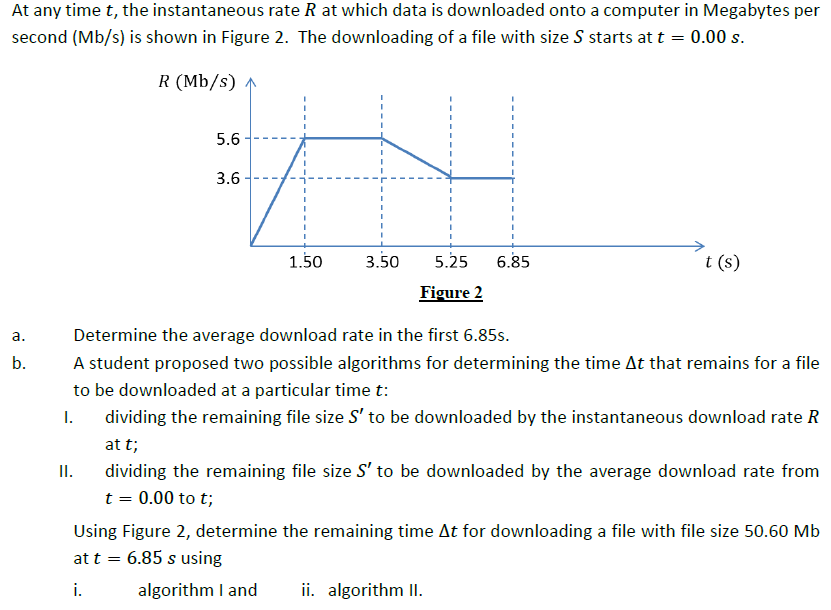 At any time t, the instantaneous rate R at which data is downloaded onto a computer in Megabytes per
second (Mb/s) is shown in Figure 2. The downloading of a file with size S starts at t = 0.00 s.
R (Mb/s)
5.6
3.6
1.50 3.50 5.25 6.85 t (s)
Figure 2
a. Determine the average download rate in the first 6.85s.
b. A student proposed two possible algorithms for determining the time Δt that remains for a file
to be downloaded at a particular time t:
I. dividing the remaining file size S′ to be downloaded by the instantaneous download rate R
at t;
II. dividing the remaining file size S′ to be downloaded by the average download rate from
t = 0.00 to t;
Using Figure 2, determine the remaining time Δt for downloading a file with file size 50.60 Mb
at t = 6.85 s using
i. algorithm I and ii. algorithm II.